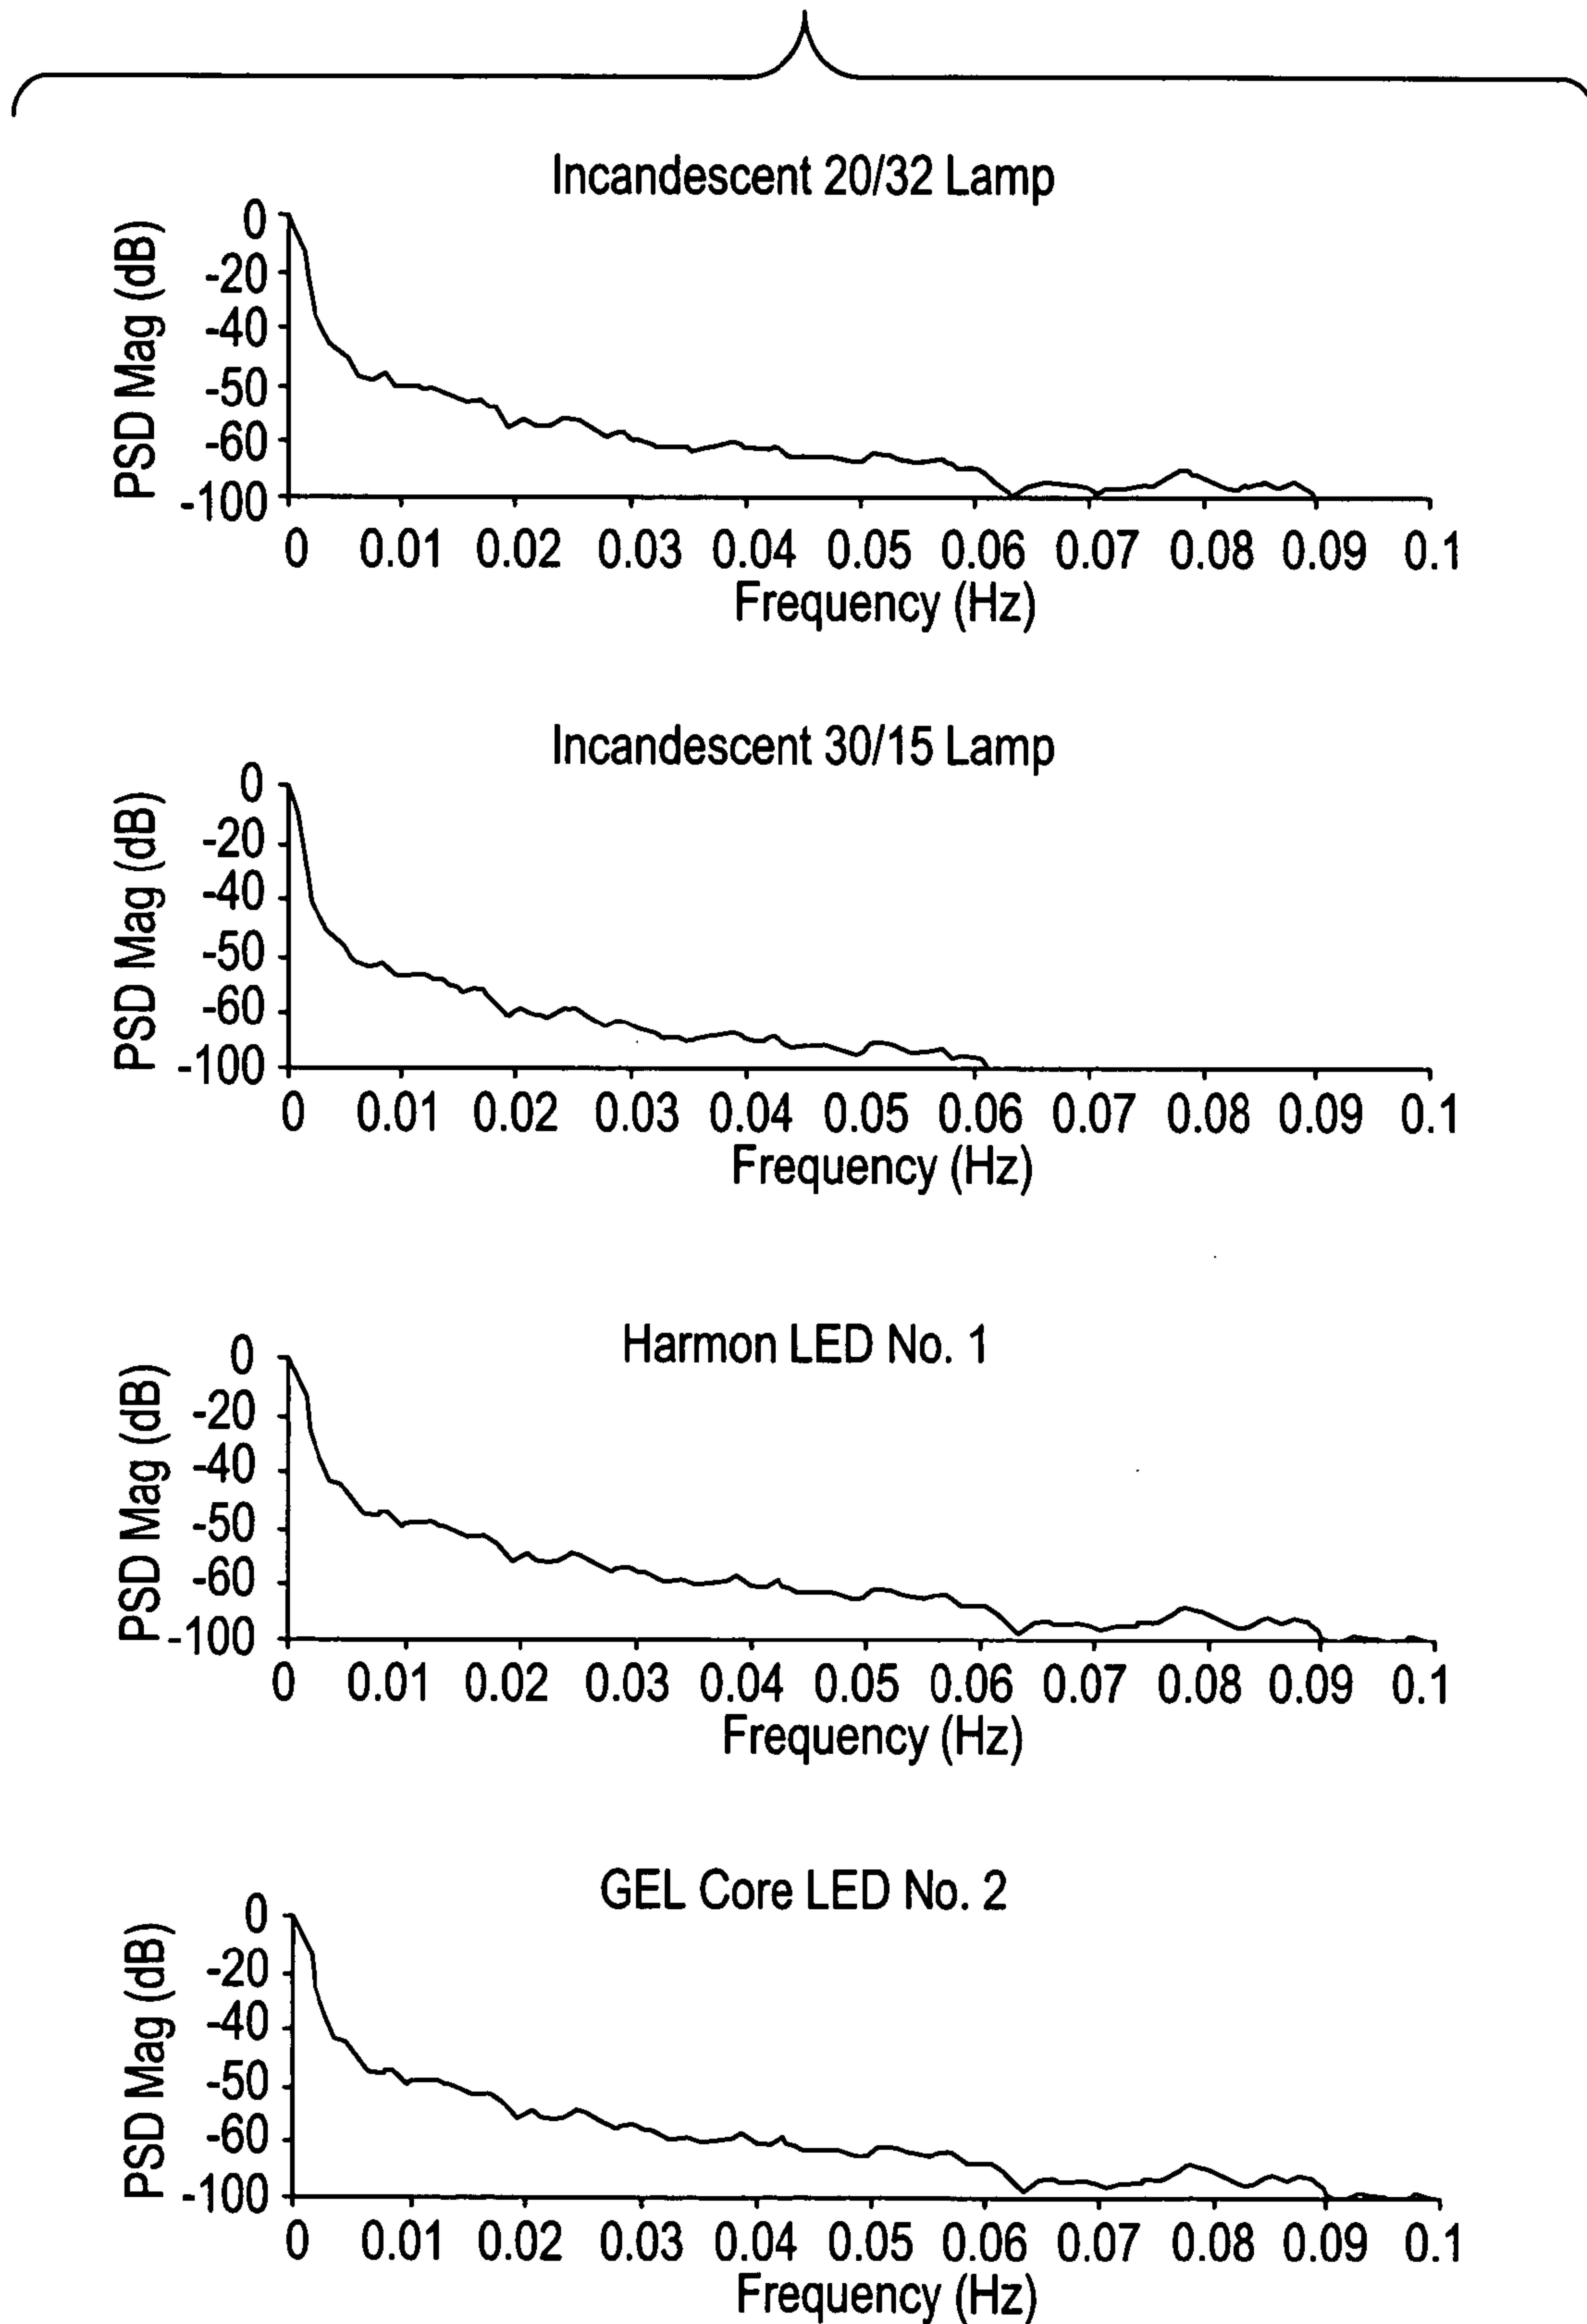 Incandescent 20/32 Lamp
PSD Mag (dB)
0
-20
-40
-50
-60
-100
0 0.01 0.02 0.03 0.04 0.05 0.06 0.07 0.08 0.09 0.1
Frequency (Hz)
Incandescent 30/15 Lamp
PSD Mag (dB)
0
-20
-40
-50
-60
-100
0 0.01 0.02 0.03 0.04 0.05 0.06 0.07 0.08 0.09 0.1
Frequency (Hz)
Harmon LED No. 1
PSD Mag (dB)
0
-20
-40
-50
-60
-100
0 0.01 0.02 0.03 0.04 0.05 0.06 0.07 0.08 0.09 0.1
Frequency (Hz)
GEL Core LED No. 2
PSD Mag (dB)
0
-20
-40
-50
-60
-100
0 0.01 0.02 0.03 0.04 0.05 0.06 0.07 0.08 0.09 0.1
Frequency (Hz)